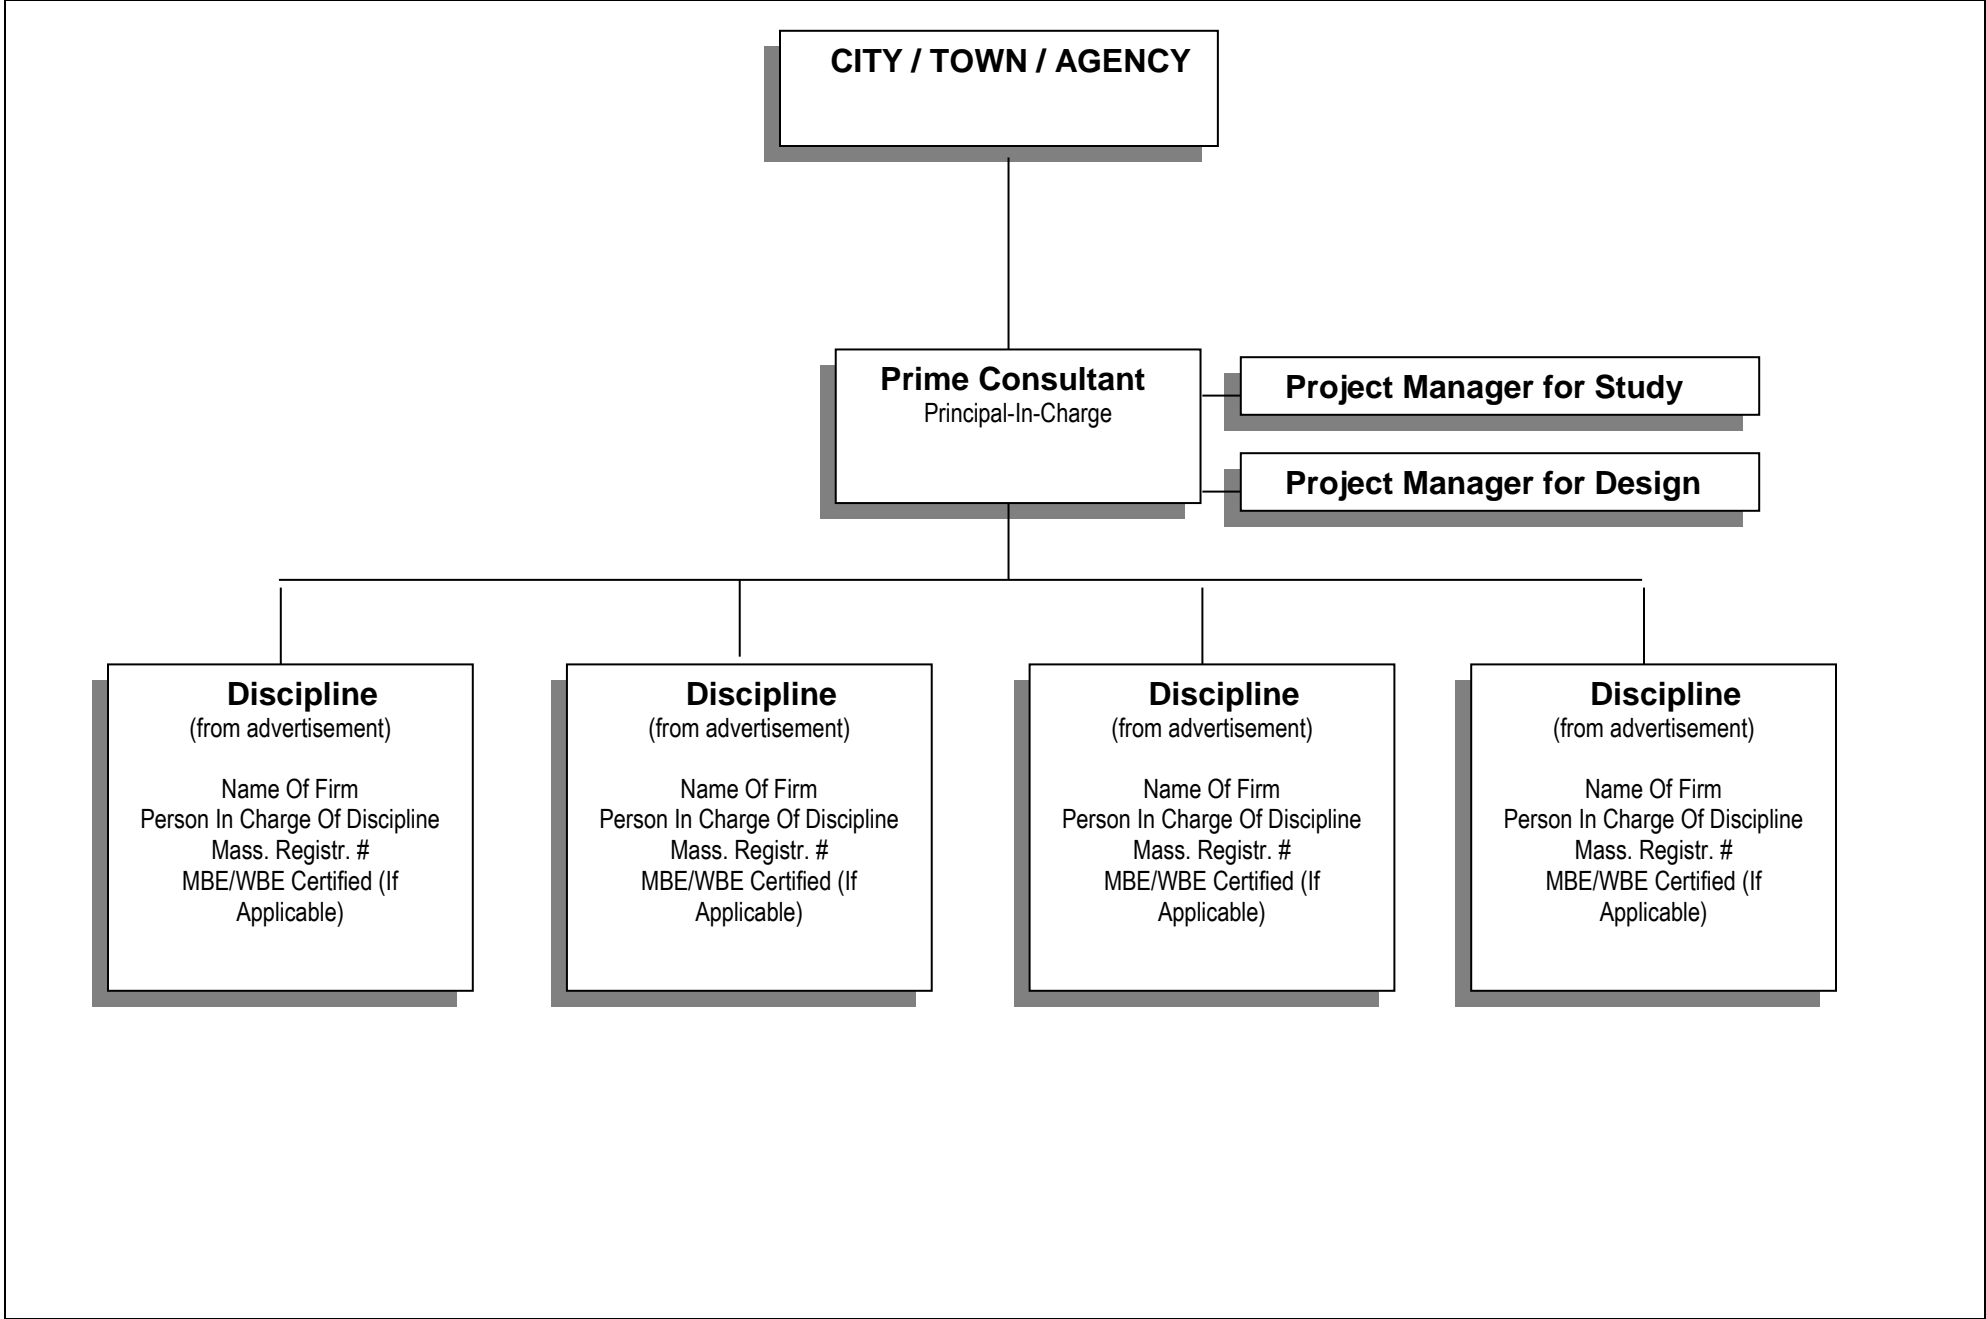 CITY / TOWN / AGENCY
Prime Consultant
Principal-In-Charge
Project Manager for Study
Project Manager for Design
Discipline
(from advertisement)
Name Of Firm
Person In Charge Of Discipline
Mass. Registr. #
MBE/WBE Certified (If
Applicable)
Discipline
(from advertisement)
Name Of Firm
Person In Charge Of Discipline
Mass. Registr. #
MBE/WBE Certified (If
Applicable)
Discipline
(from advertisement)
Name Of Firm
Person In Charge Of Discipline
Mass. Registr. #
MBE/WBE Certified (If
Applicable)
Discipline
(from advertisement)
Name Of Firm
Person In Charge Of Discipline
Mass. Registr. #
MBE/WBE Certified (If
Applicable)